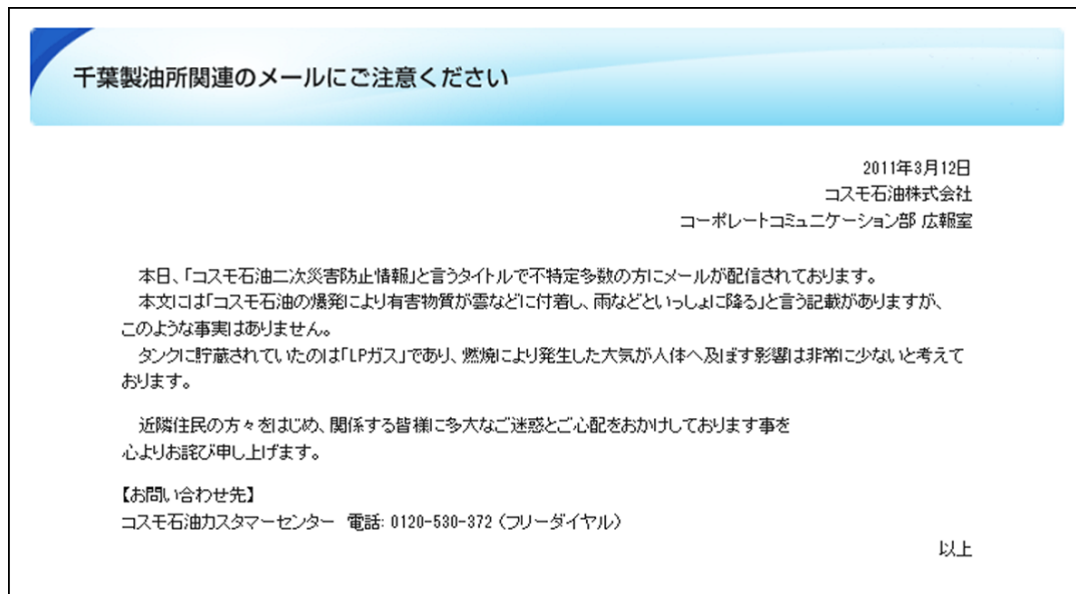 千葉製油所関連のメールにご注意ください
2011年3月12日
コスモ石油株式会社
コーポレートコミュニケーション部 広報室
本日、「コスモ石油二次災害防止情報」と言うタイトルで不特定多数の方にメールが配信されております。
本文には「コスモ石油の爆発により有害物質が雲などに付着し、雨などといっしょに降る」と言う記載がありますが、
このような事実はありません。
タンクに貯蔵されていたのは「LPガス」であり、燃焼により発生した大気が人体へ及ぼす影響は非常に少ないと考えて
おります。
近隣住民の方々をはじめ、関係する皆様に多大なご迷惑とご心配をおかけしております事を
心よりお詫び申し上げます。
【お問い合わせ先】
コスモ石油カスタマーセンター 電話: 0120-530-372 (フリーダイヤル)
以上